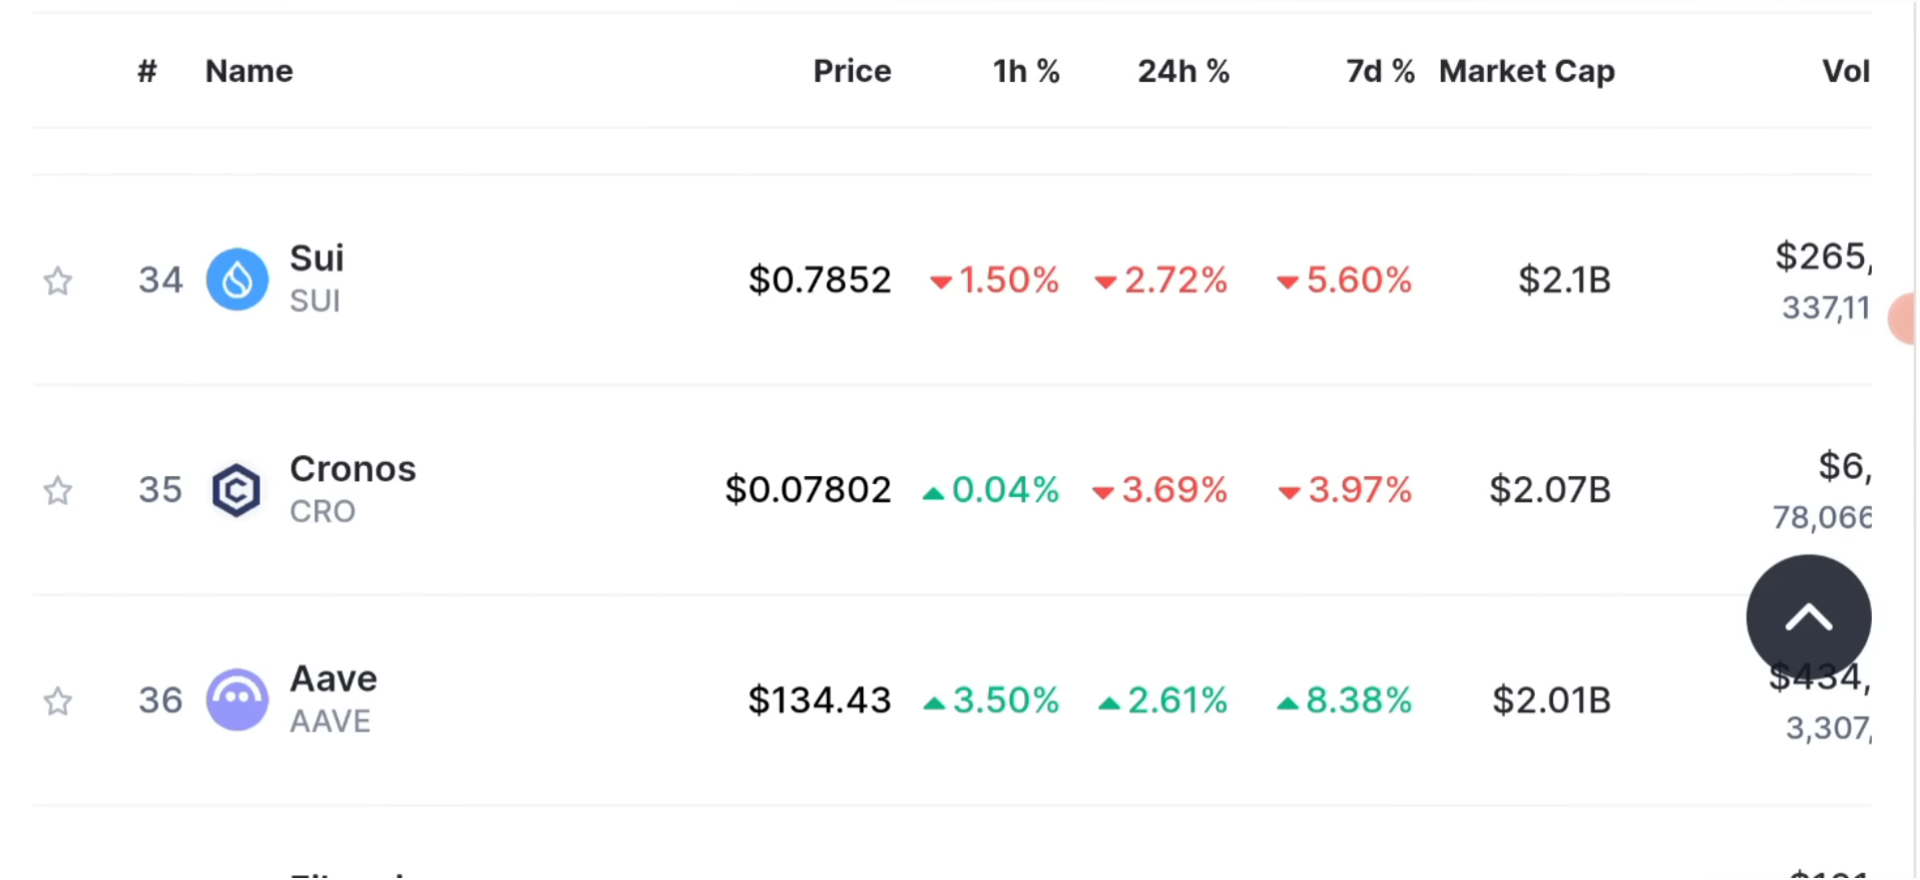 # Name Price 1h % 24h % 7d % Market Cap Vol
34 Sui SUI $0.7852 1.50% 2.72% 5.60% $2.1B $265, 337,11
35 Cronos CRO $0.07802 0.04% 3.69% 3.97% $2.07B $6, 78,066
36 Aave AAVE $134.43 3.50% 2.61% 8.38% $2.01B $434, 3,307,